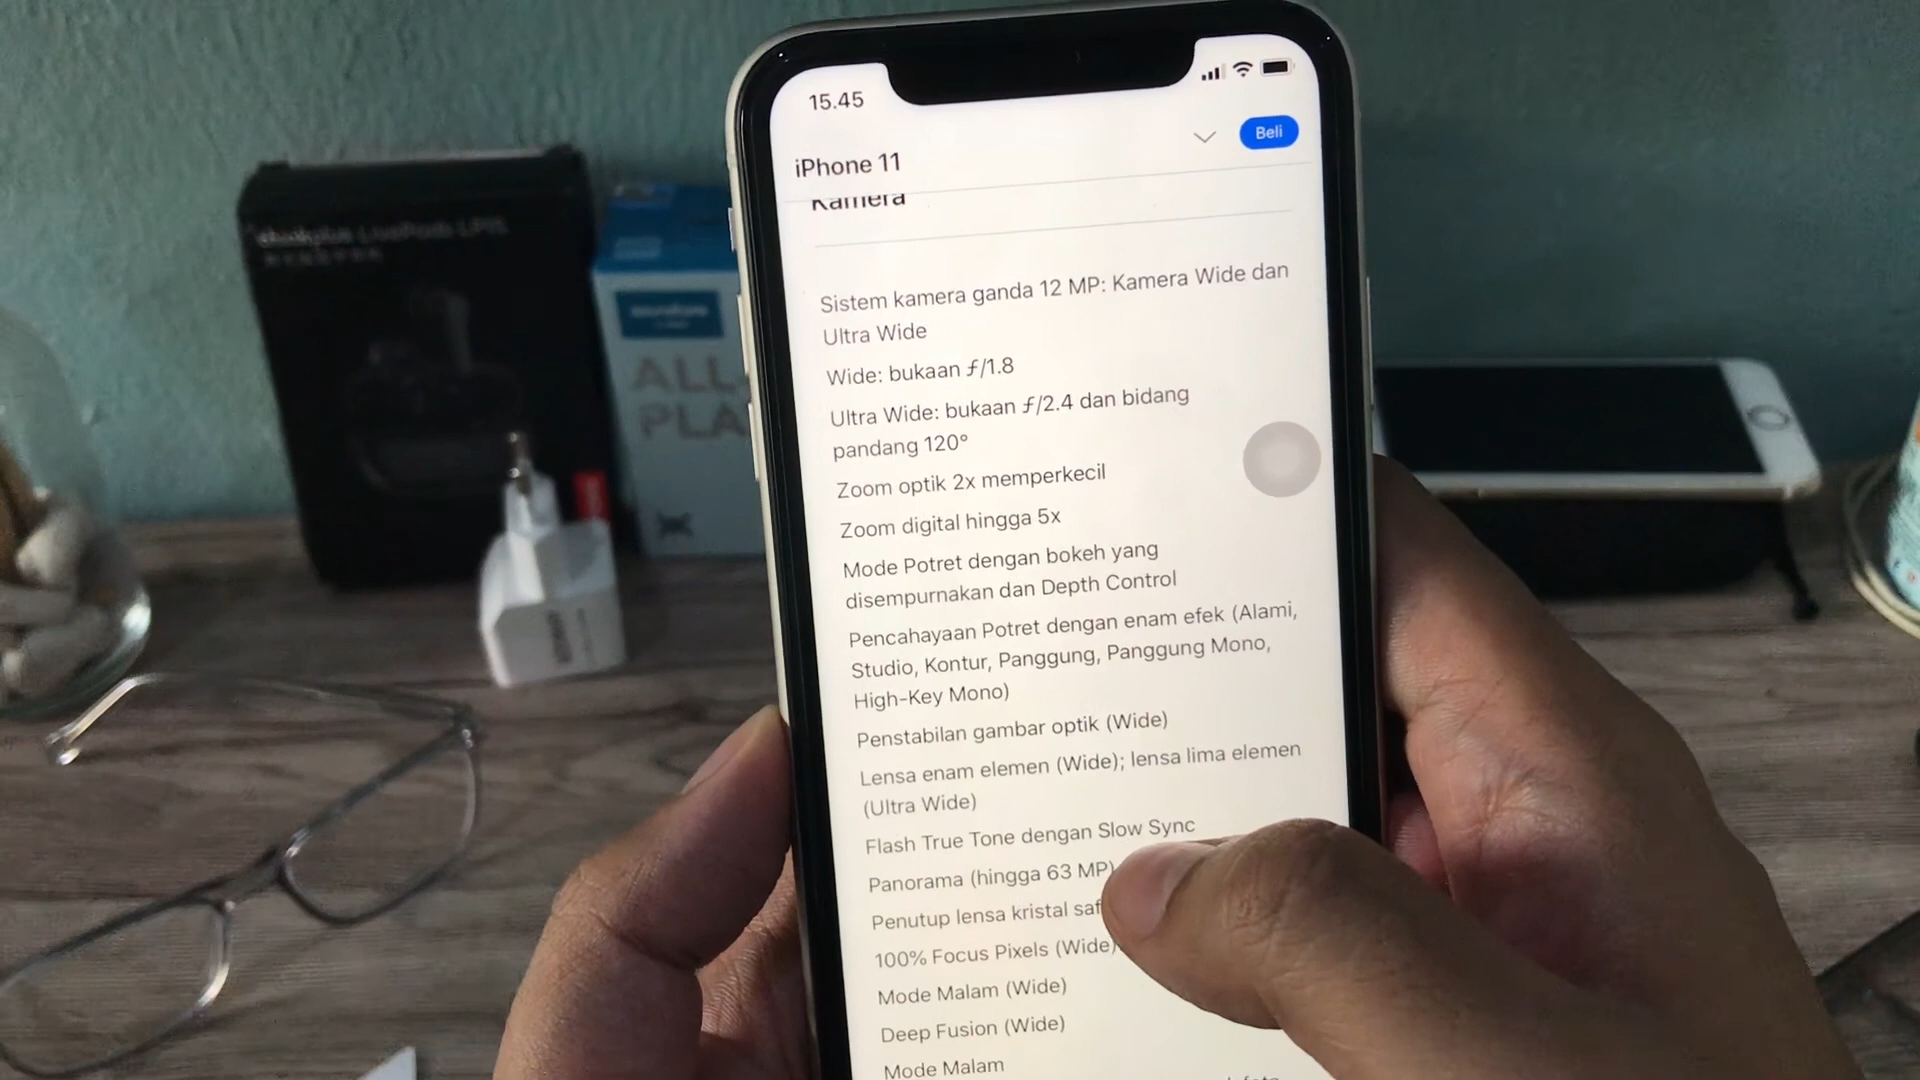 15.45
iPhone 11
Beli
Kamera
Sistem kamera ganda 12 MP: Kamera Wide dan
Ultra Wide
Wide: bukaan ƒ/1.8
Ultra Wide: bukaan ƒ/2.4 dan bidang
pandang 120°
Zoom optik 2x memperkecil
Zoom digital hingga 5x
Mode Potret dengan bokeh yang
disempurnakan dan Depth Control
Pencahayaan Potret dengan enam efek (Alami,
Studio, Kontur, Panggung, Panggung Mono,
High-Key Mono)
Penstabilan gambar optik (Wide)
Lensa enam elemen (Wide); lensa lima elemen
(Ultra Wide)
Flash True Tone dengan Slow Sync
Panorama (hingga 63 MP)
Penutup lensa kristal saf
100% Focus Pixels (Wide)
Mode Malam (Wide)
Deep Fusion (Wide)
Mode Malam
LivePods
ALL
PLA